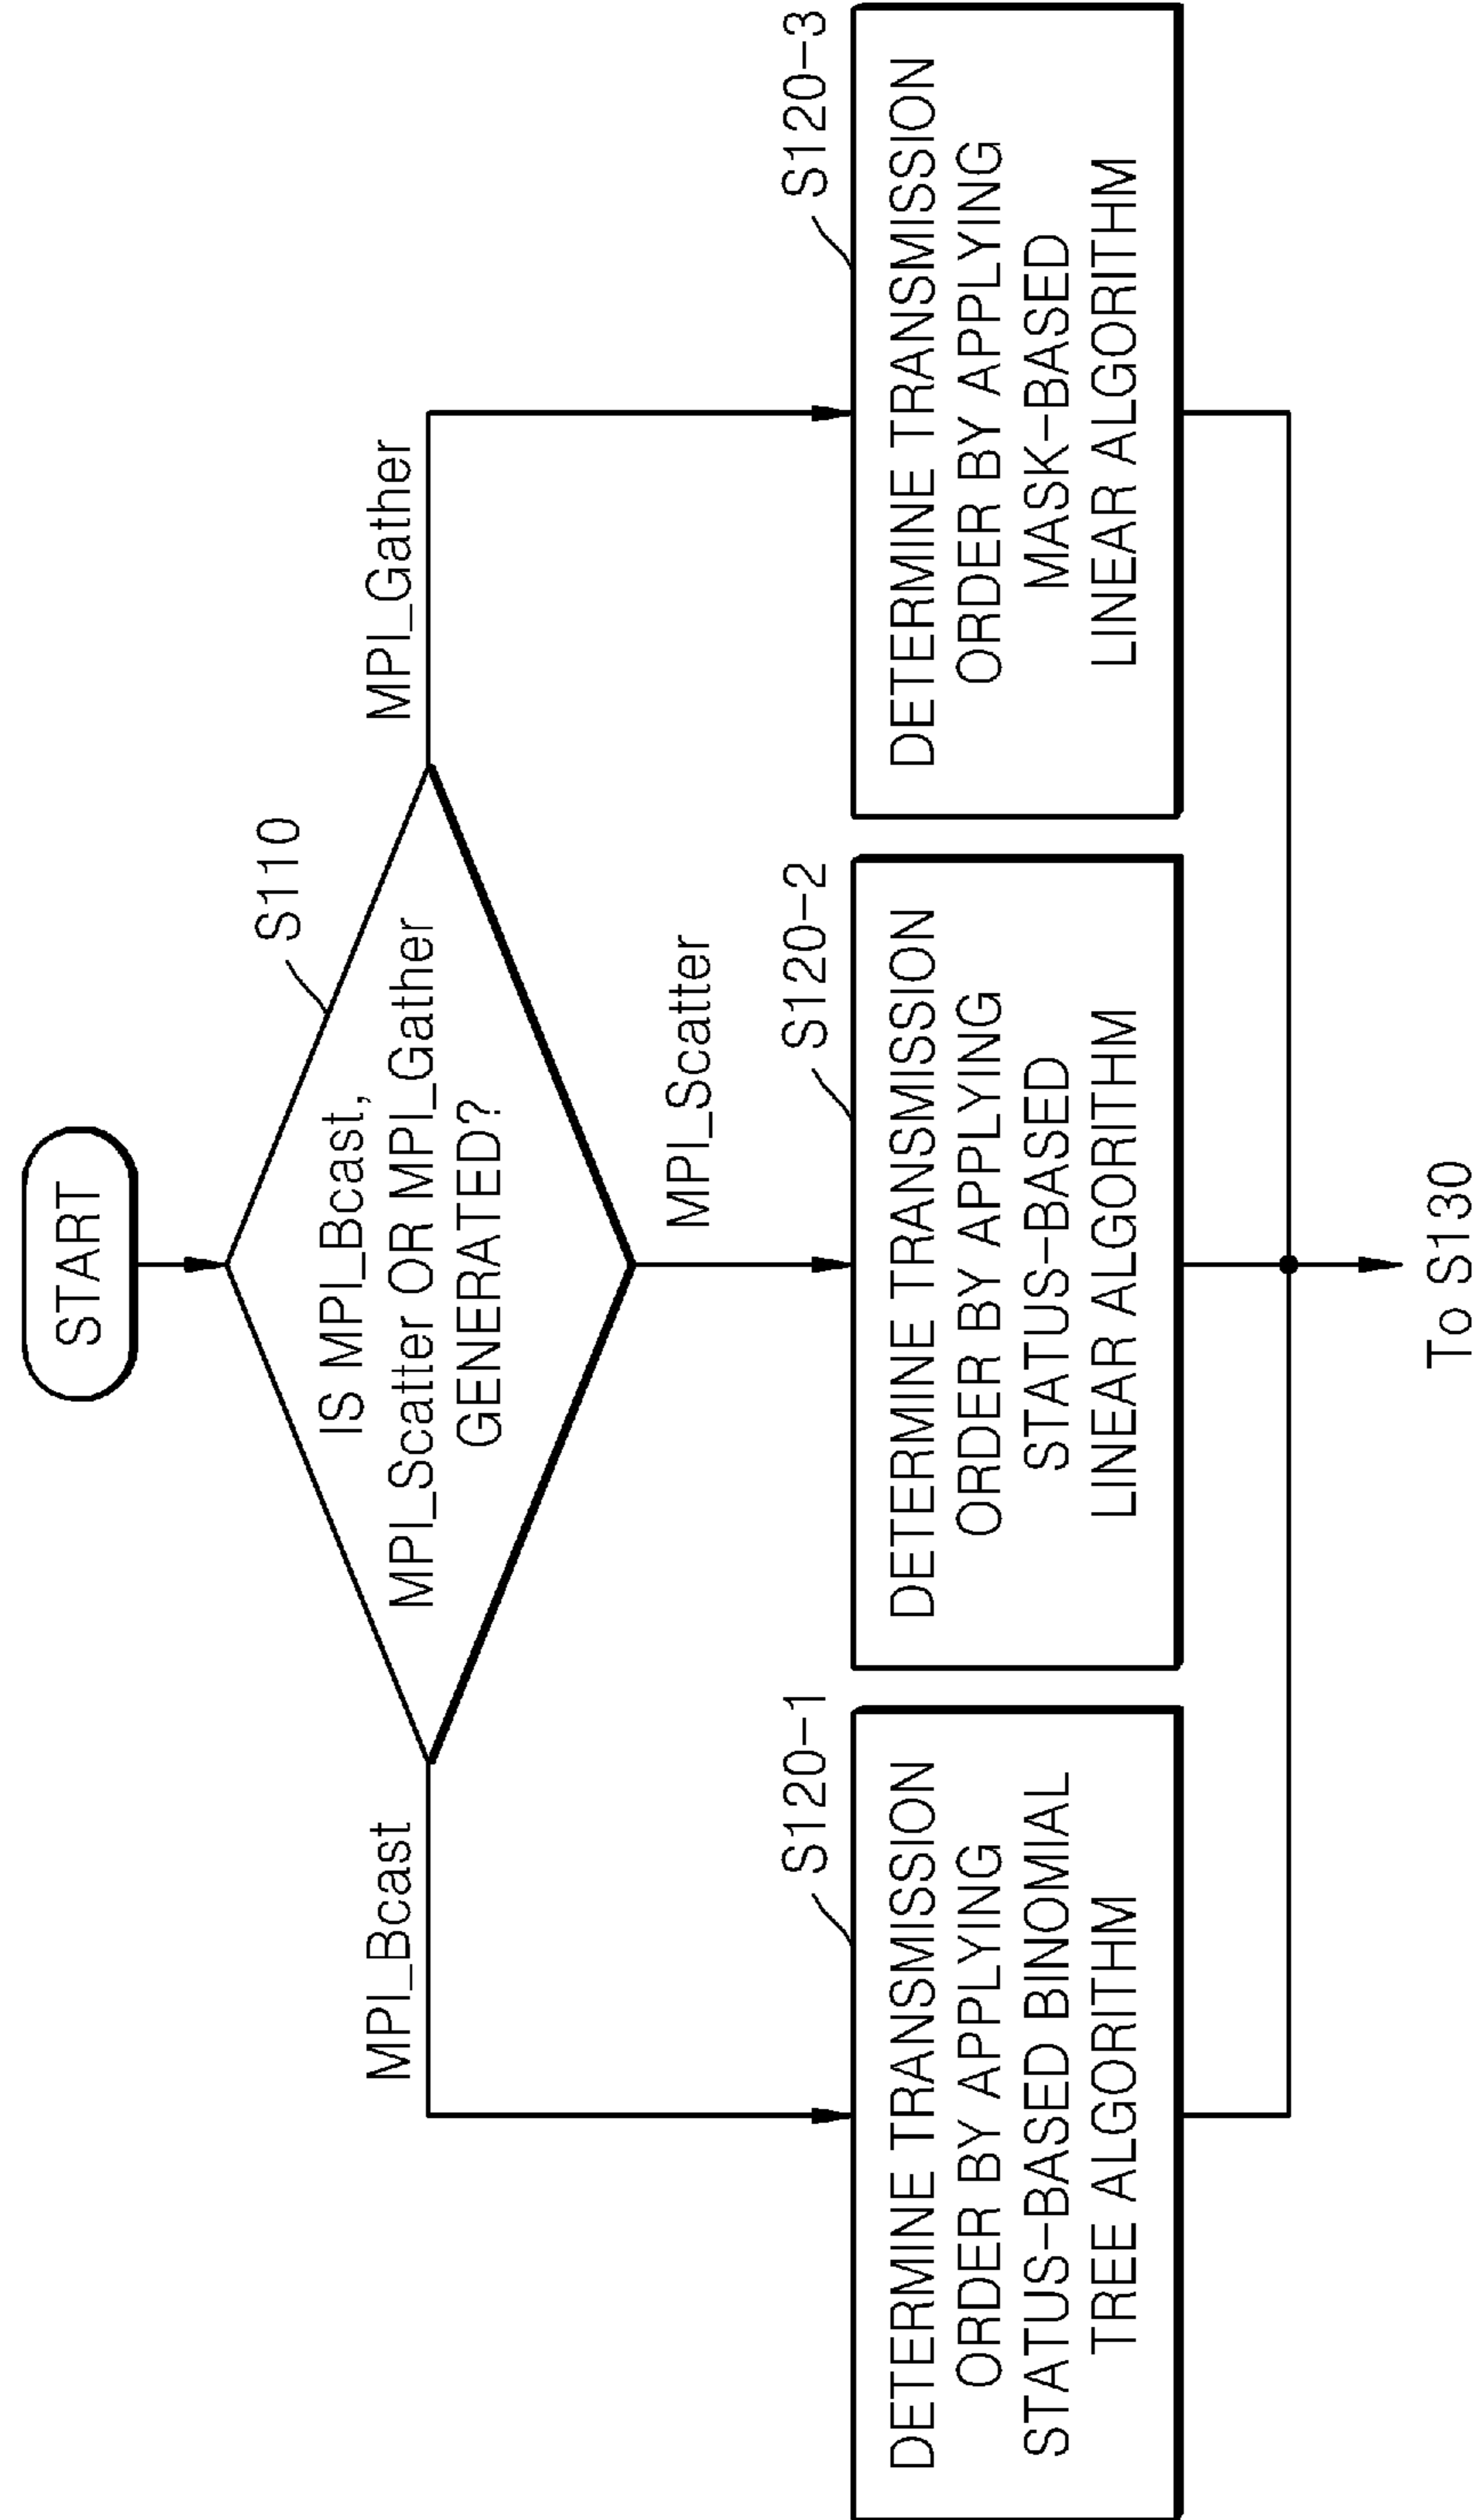 START
S110
IS MPI_Bcast,
MPI_Scatter OR MPI_Gather
GENERATED?
MPI_Bcast
MPI_Scatter
MPI_Gather
S120-1
DETERMINE TRANSMISSION
ORDER BY APPLYING
STATUS-BASED BINOMIAL
TREE ALGORITHM
S120-2
DETERMINE TRANSMISSION
ORDER BY APPLYING
STATUS-BASED
LINEAR ALGORITHM
S120-3
DETERMINE TRANSMISSION
ORDER BY APPLYING
MASK-BASED
LINEAR ALGORITHM
To S130